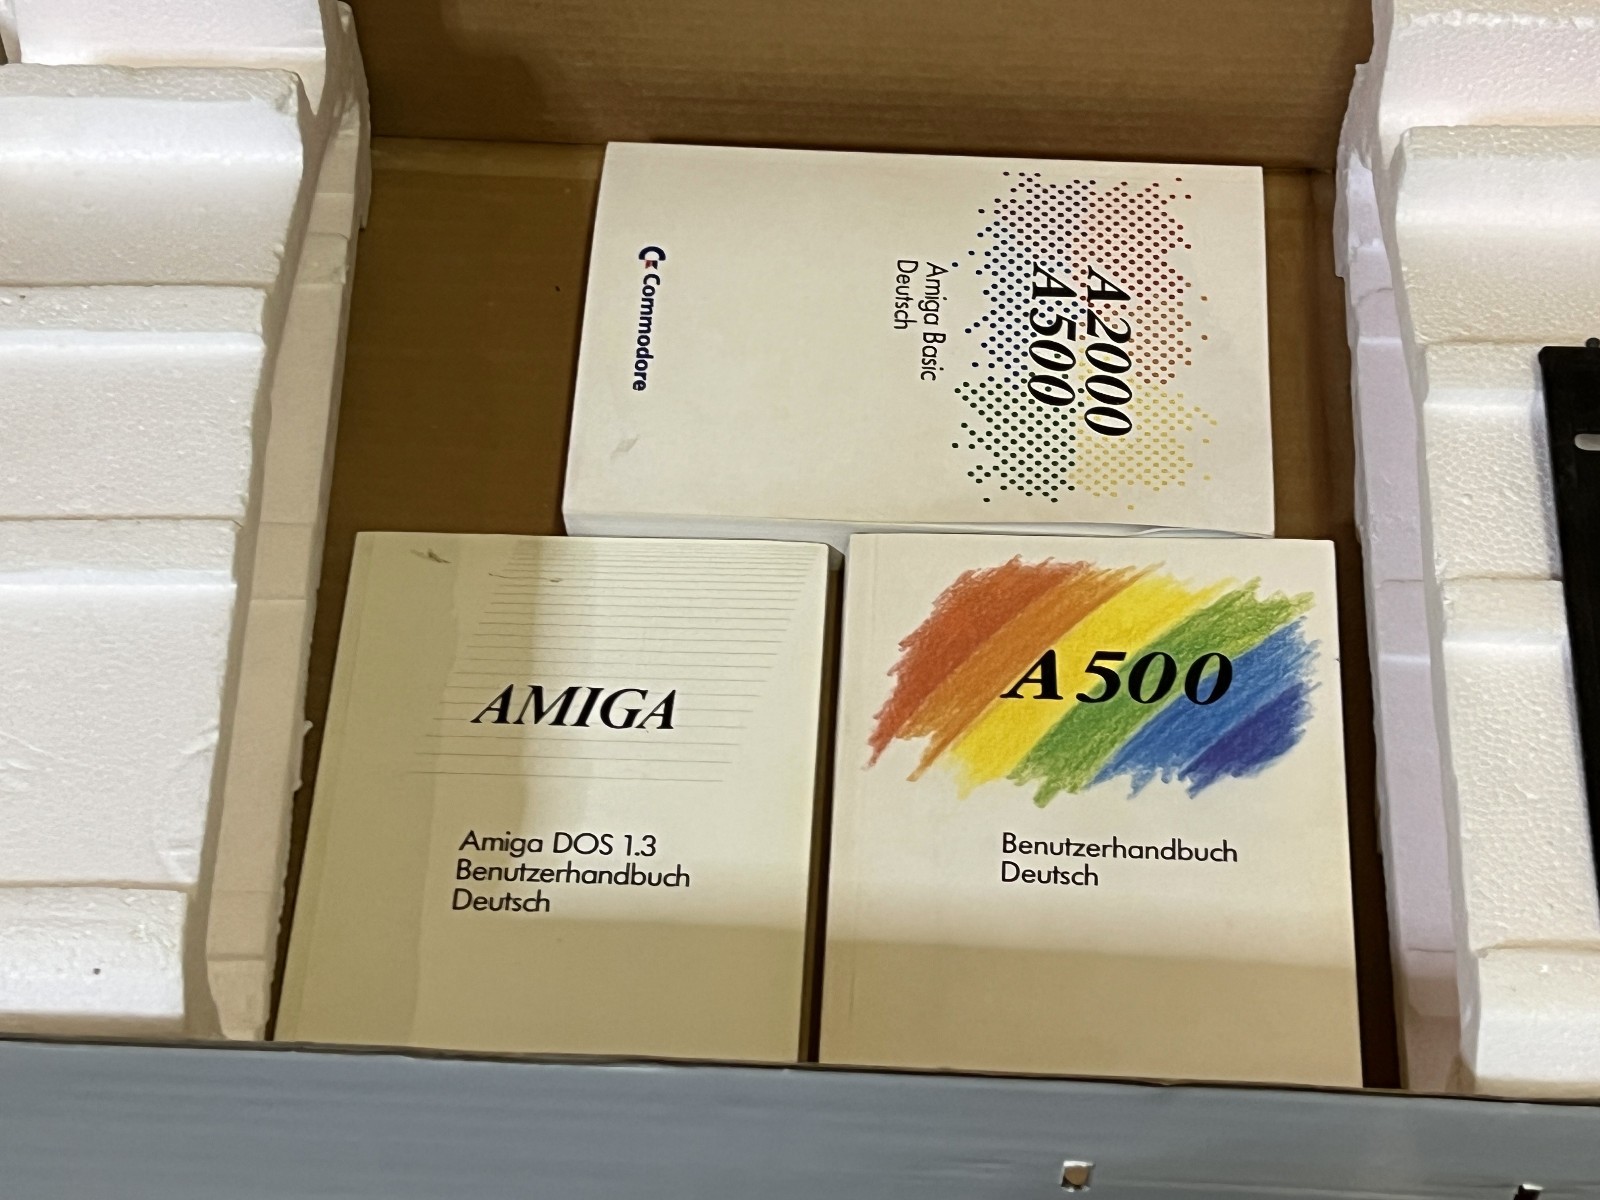 A2000
A500
Amiga Basic
Deutsch
Commodore
AMIGA
Amiga DOS 1.3
Benutzerhandbuch
Deutsch
A500
Benutzerhandbuch
Deutsch